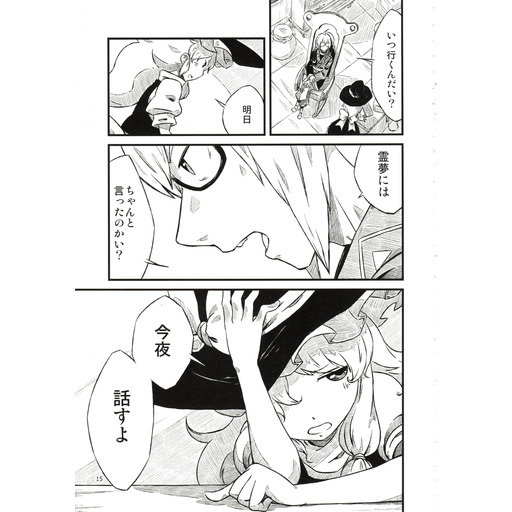 いつ行くんだい？
明日
霊夢には
ちゃんと
言ったのかい？
今夜
話すよ
15